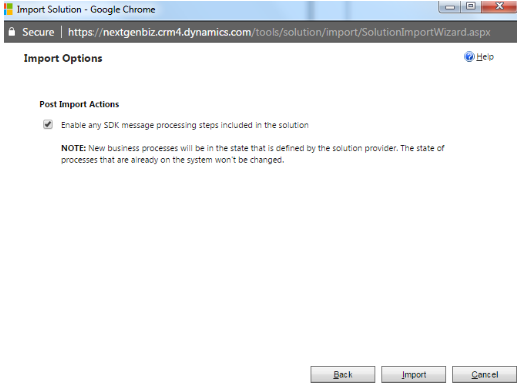 Import Solution - Google Chrome
Secure | https://nextgenbiz.crm4.dynamics.com/tools/solution/import/SolutionImportWizard.aspx
Import Options
Help
Post Import Actions
Enable any SDK message processing steps included in the solution
NOTE: New business processes will be in the state that is defined by the solution provider. The state of
processes that are already on the system won't be changed.
Back Import Cancel